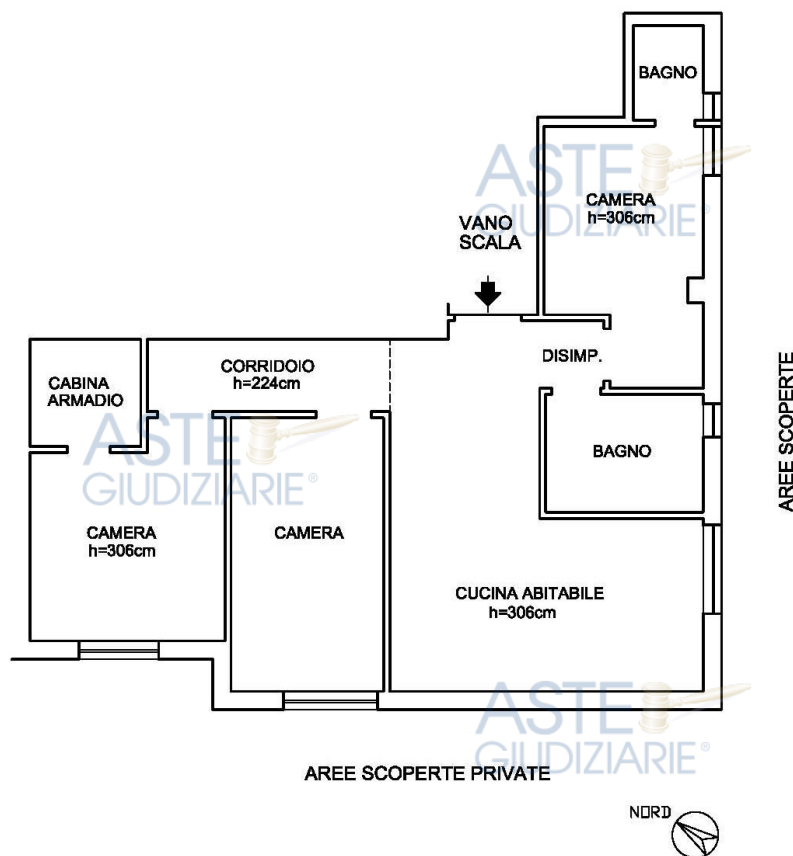 BAGNO
ASTE
GIUDIZIARIE®
CAMERA
h=306cm
VANO
SCALA
DISIMP.
CORRIDOIO
h=224cm
CABINA
ARMADIO
ASTE
GIUDIZIARIE®
BAGNO
CAMERA
h=306cm
CAMERA
CUCINA ABITABILE
h=306cm
AREE SCOPERTE
ASTE
GIUDIZIARIE®
AREE SCOPERTE PRIVATE
NORD